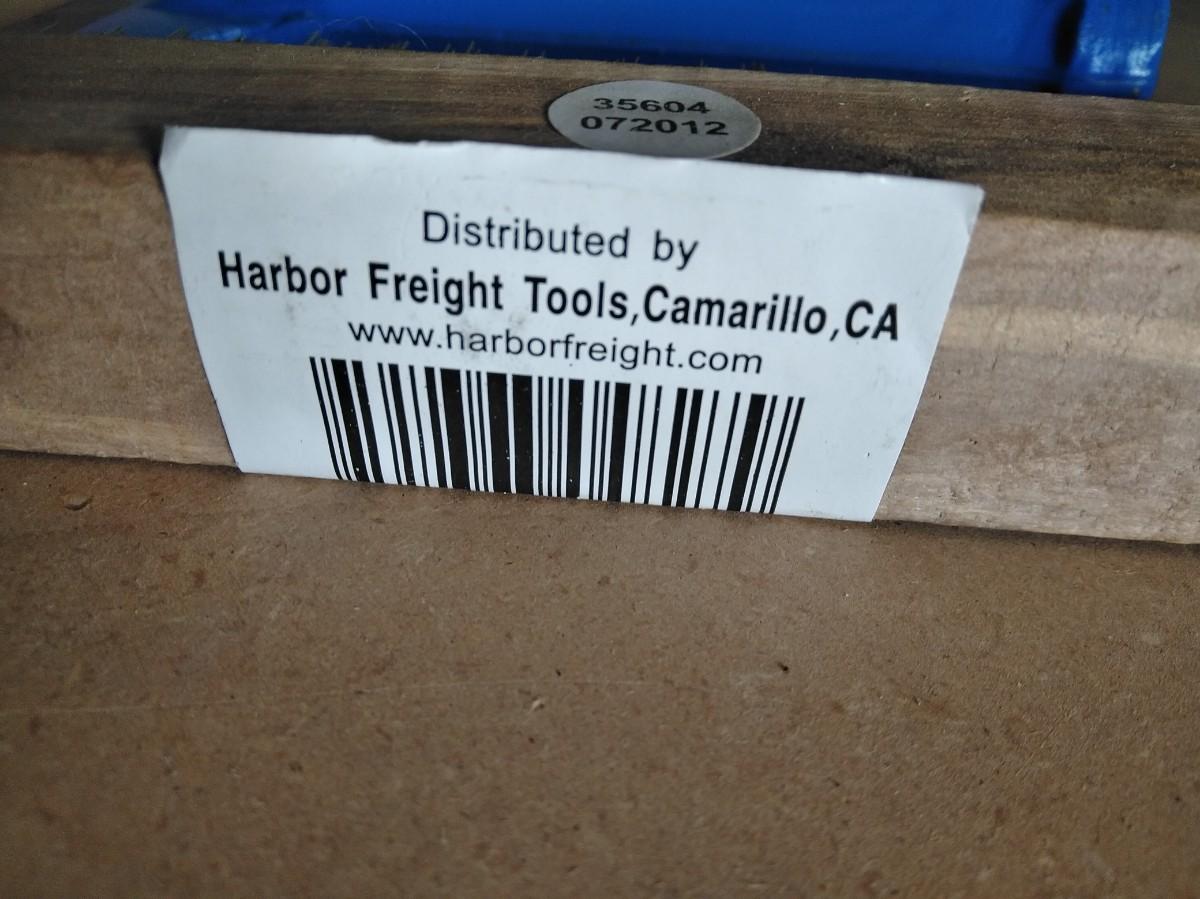 35604
072012
Distributed by
Harbor Freight Tools,Camarillo,CA
www.harborfreight.com